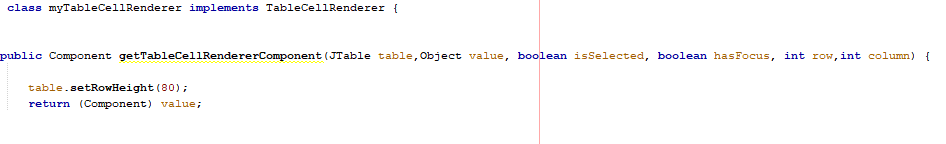 class myTableCellRenderer implements TableCellRenderer {
public Component getTableCellRendererComponent(JTable table,Object value, boolean isSelected, boolean hasFocus, int row,int column) {
table.setRowHeight(80);
return (Component) value;